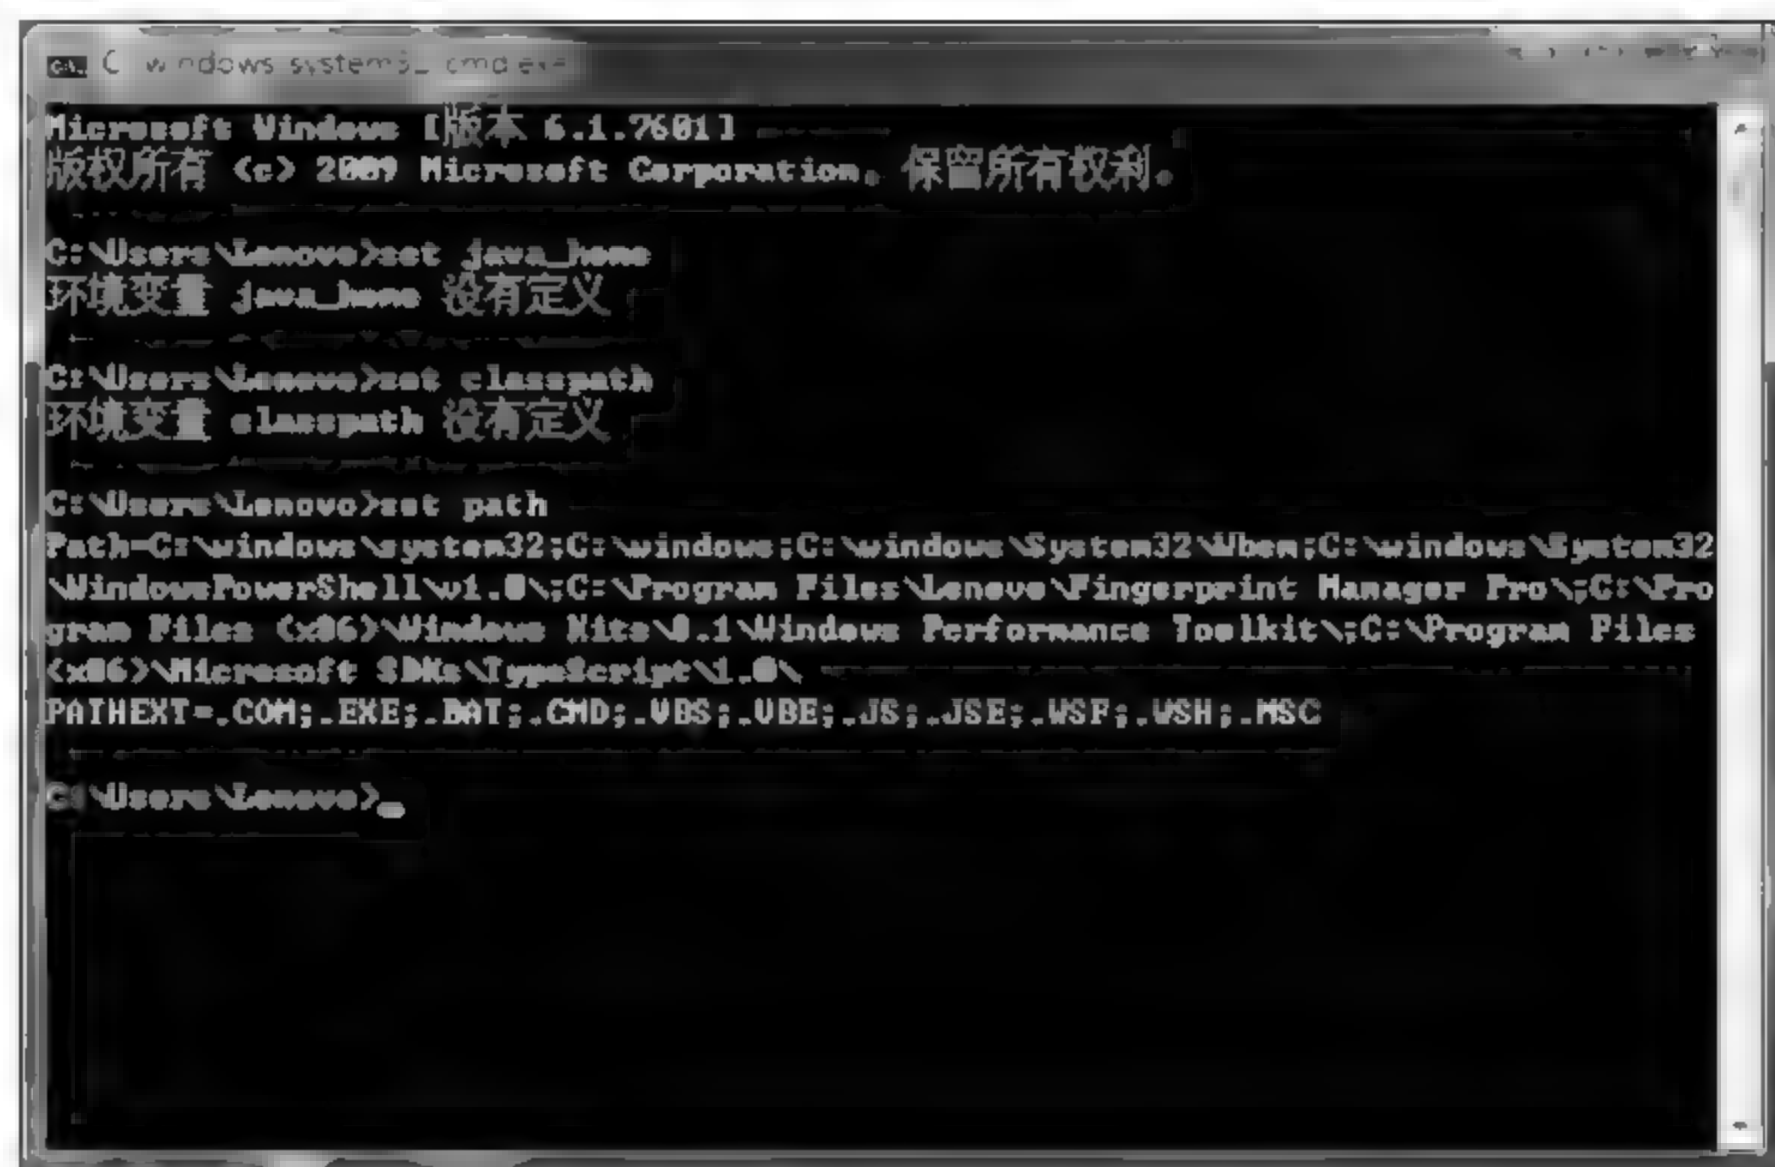 C:\windows\system32\cmd.exe
Microsoft Windows [版本 6.1.7601]
版权所有 (c) 2009 Microsoft Corporation。保留所有权利。
C:\Users\Lenovo>set java_home
环境变量 java_home 没有定义
C:\Users\Lenovo>set classpath
环境变量 classpath 没有定义
C:\Users\Lenovo>set path
Path=C:\windows\system32;C:\windows;C:\windows\System32\Wbem;C:\windows\System32
\WindowsPowerShell\v1.0\;C:\Program Files\Lenovo\Fingerprint Manager Pro\;C:\Pro
gram Files (x86)\Windows Kits\8.1\Windows Performance Toolkit\;C:\Program Files
(x86)\Microsoft SDKs\TypeScript\1.0\
PATHEXT=.COM;.EXE;.BAT;.CMD;.VBS;.VBE;.JS;.JSE;.WSF;.WSH;.MSC
C:\Users\Lenovo>_